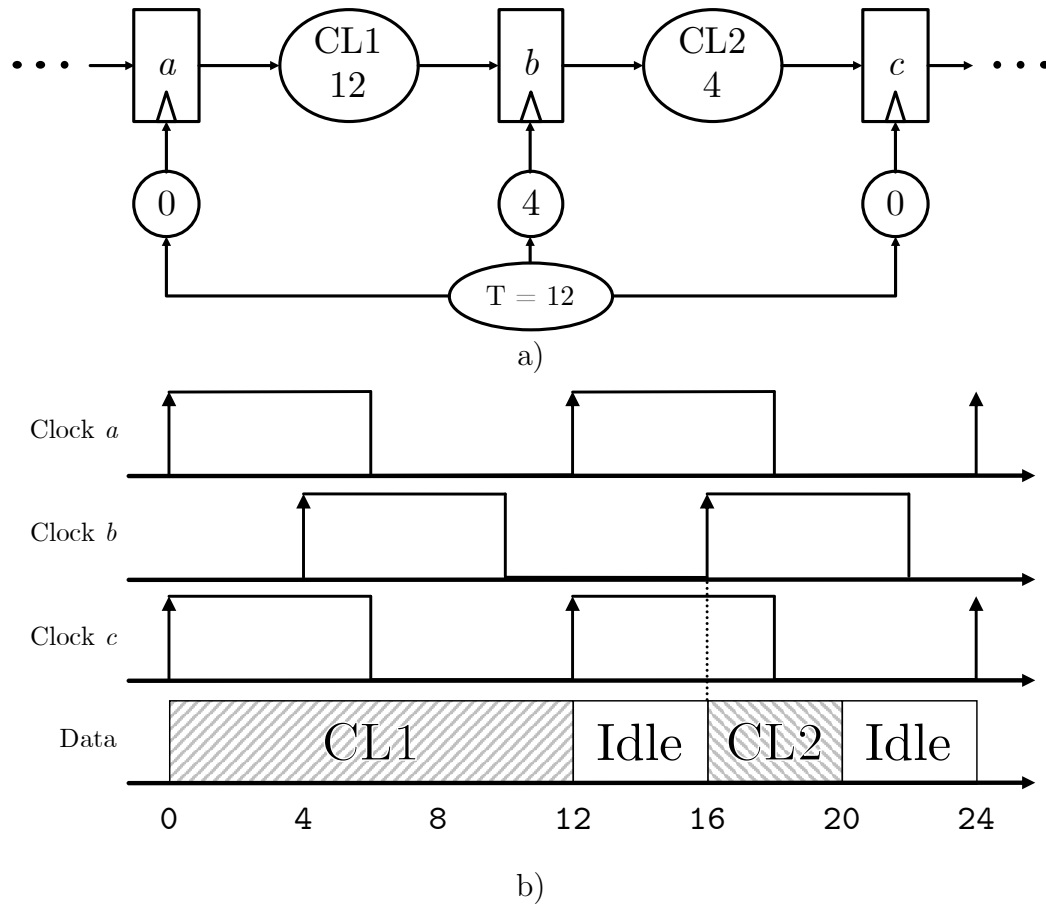 • • • a CL1 12 b CL2 4 c • • •
0 4 0
T = 12
a)
Clock a
Clock b
Clock c
Data CL1 Idle CL2 Idle
0 4 8 12 16 20 24
b)